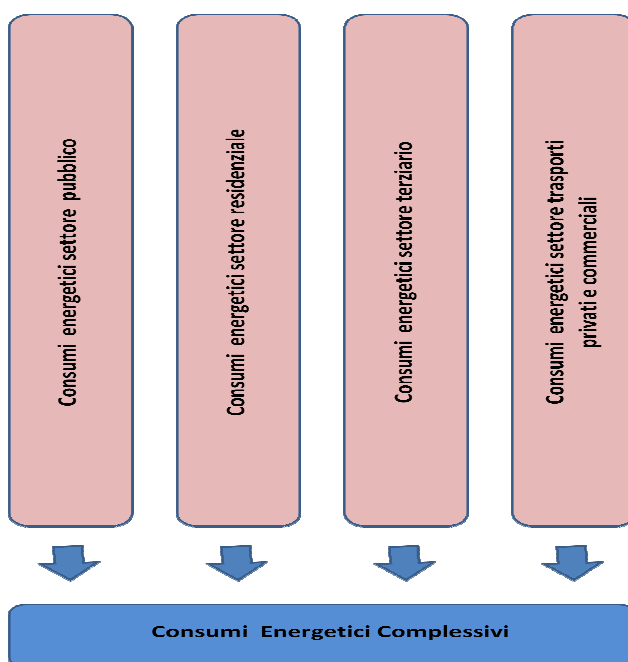 Consumi energetici settore pubblico
Consumi energetici settore residenziale
Consumi energetici settore terziario
Consumi energetici settore trasporti
privati e commerciali
Consumi Energetici Complessivi